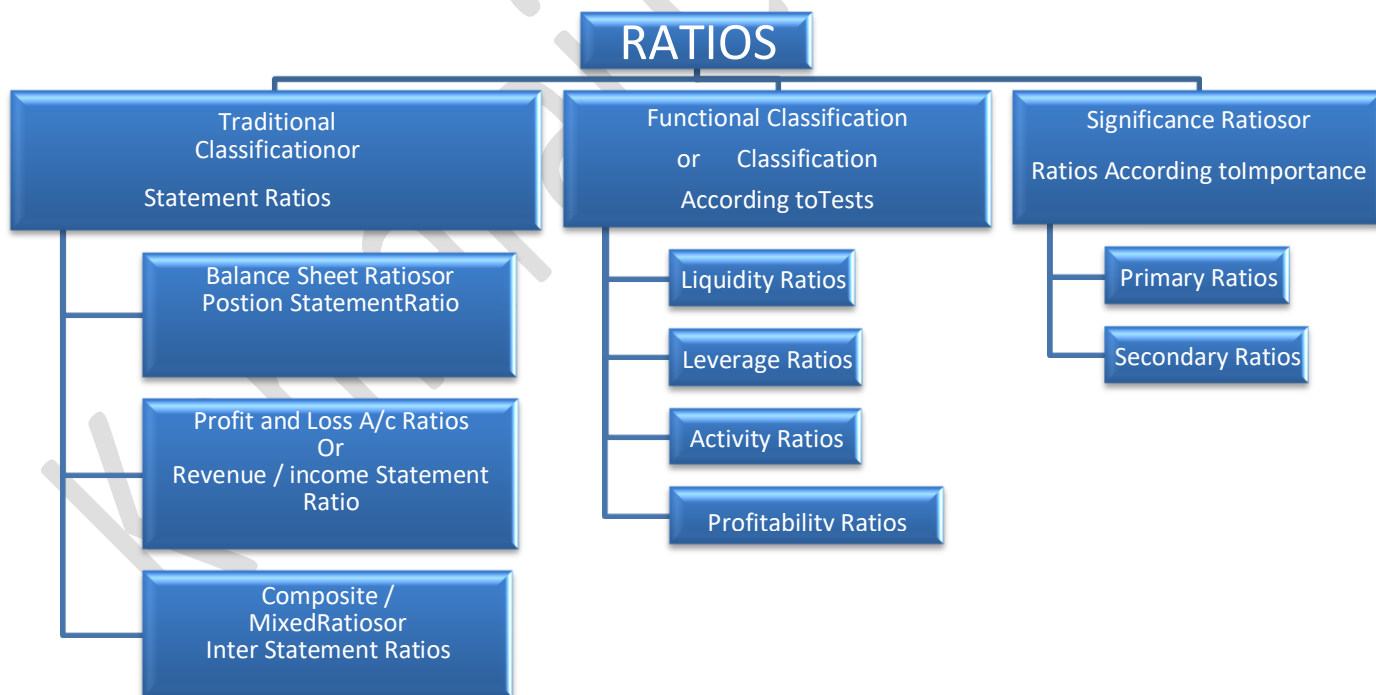 RATIOS
Traditional
Classificationor
Statement Ratios
Balance Sheet Ratiosor
Postion StatementRatio
Profit and Loss A/c Ratios
Or
Revenue / income Statement
Ratio
Composite /
MixedRatiosor
Inter Statement Ratios
Functional Classification
or Classification
According toTests
Liquidity Ratios
Leverage Ratios
Activity Ratios
Profitability Ratios
Significance Ratiosor
Ratios According toImportance
Primary Ratios
Secondary Ratios